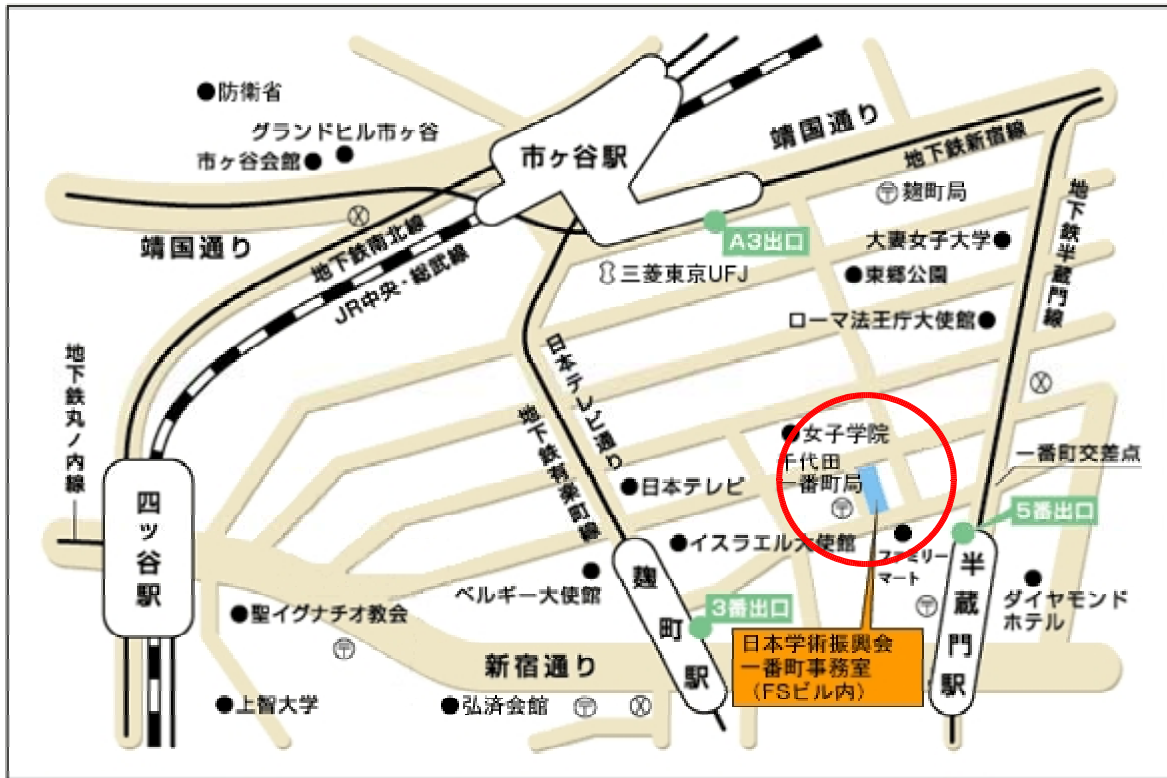 防衛省
グランドヒル市ヶ谷
市ヶ谷会館
市ヶ谷駅
靖国通り
地下鉄新宿線
麹町局
靖国通り
地下鉄南北線
JR中央・総武線
A3出口
三菱東京UFJ
大妻女子大学
東郷公園
ローマ法王庁大使館
地下鉄半蔵門線
地下鉄丸ノ内線
日本テレビ通り
地下鉄有楽町線
女子学院
千代田
一番町局
一番町交差点
日本テレビ
四ッ谷駅
5番出口
イスラエル大使館
ファミリー
マート
ベルギー大使館
麹町駅
3番出口
半蔵門駅
ダイヤモンド
ホテル
聖イグナチオ教会
新宿通り
日本学術振興会
一番町事務室
(FSビル内)
上智大学
弘済会館